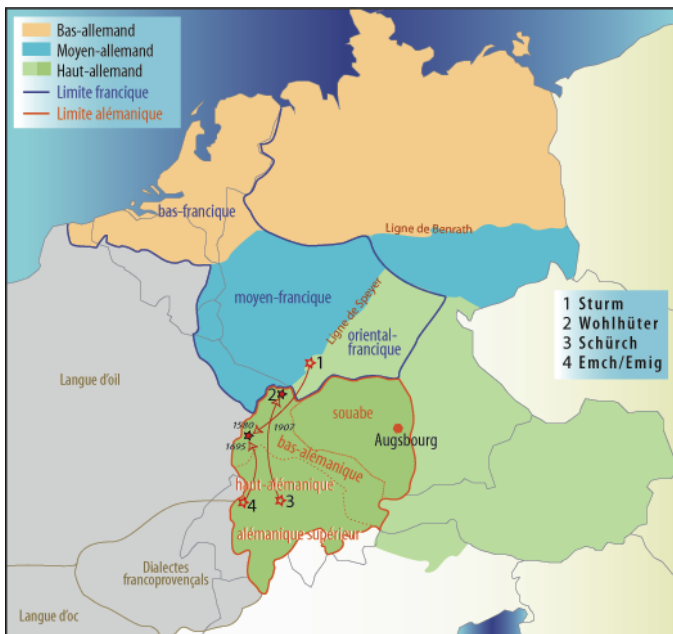 Bas-allemand
Moyen-allemand
Haut-allemand
Limite francique
Limite alémanique
bas-francique
Ligne de Benrath
moyen-francique
Ligne de Speyer
oriental-
francique
1 Sturm
2 Wohlhüter
3 Schürch
4 Emch/Emig
1
Langue d'oïl
2
1580
1907
1695
souabe
Augsbourg
bas-alémanique
haut-alémanique
4
3
alémanique supérieur
Dialectes
francoprovençals
Langue d'oc